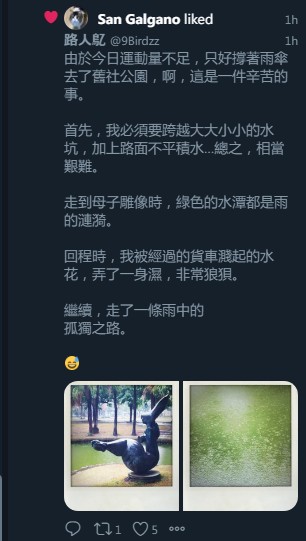 San Galgano liked 1h
路人鳦 @9Birdzz 1h
由於今日運動量不足，只好撐著雨傘
去了舊社公園，啊，這是一件辛苦的
事。
首先，我必須要跨越大大小小的水
坑，加上路面不平積水...總之，相當
艱難。
走到母子雕像時，綠色的水潭都是雨
的漣漪。
回程時，我被經過的貨車濺起的水
花，弄了一身濕，非常狼狽。
繼續，走了一條雨中的
孤獨之路。
😅
1 5